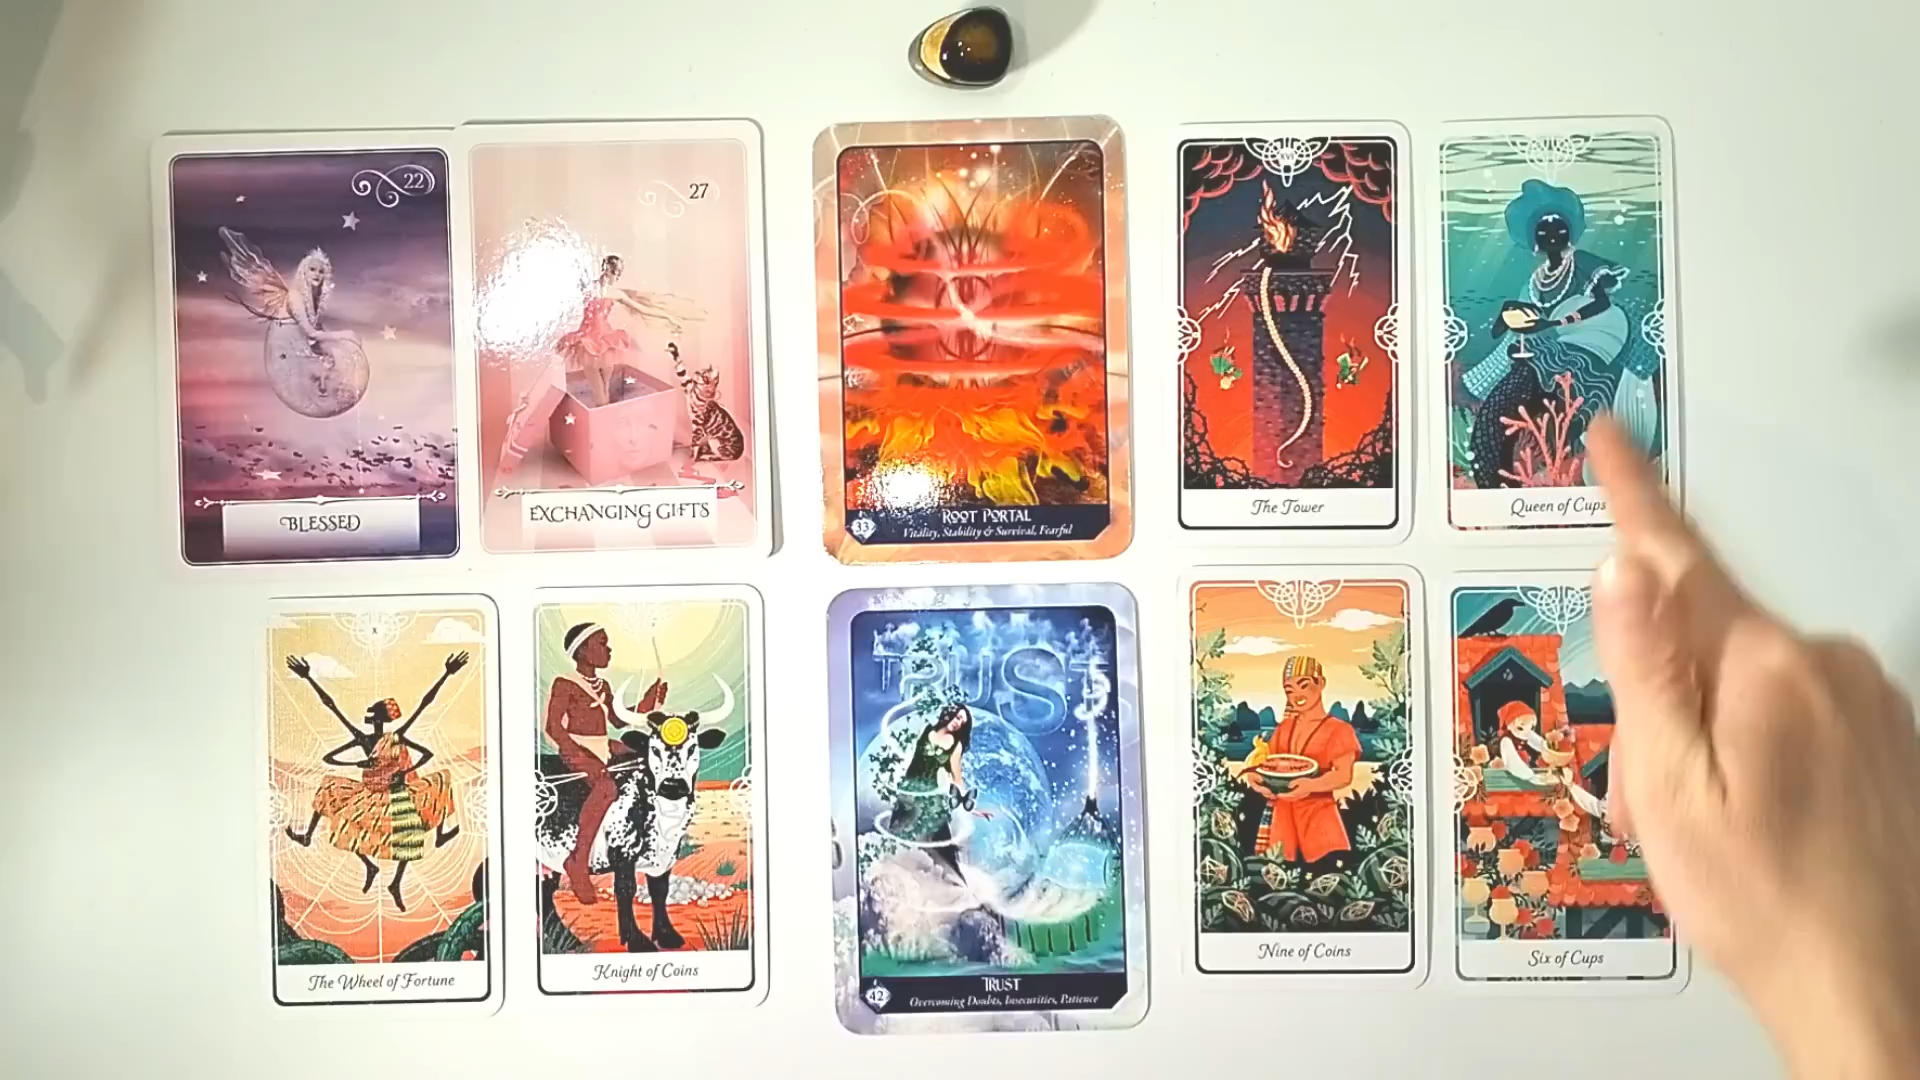 22
BLESSED
27
EXCHANGING GIFTS
33
ROOT PORTAL
Vitality, Stability & Survival, Fearful
XVI
The Tower
Queen of Cups
X
The Wheel of Fortune
Knight of Coins
TRUST
42
TRUST
Overcoming Doubts, Insecurities, Patience
Nine of Coins
Six of Cups